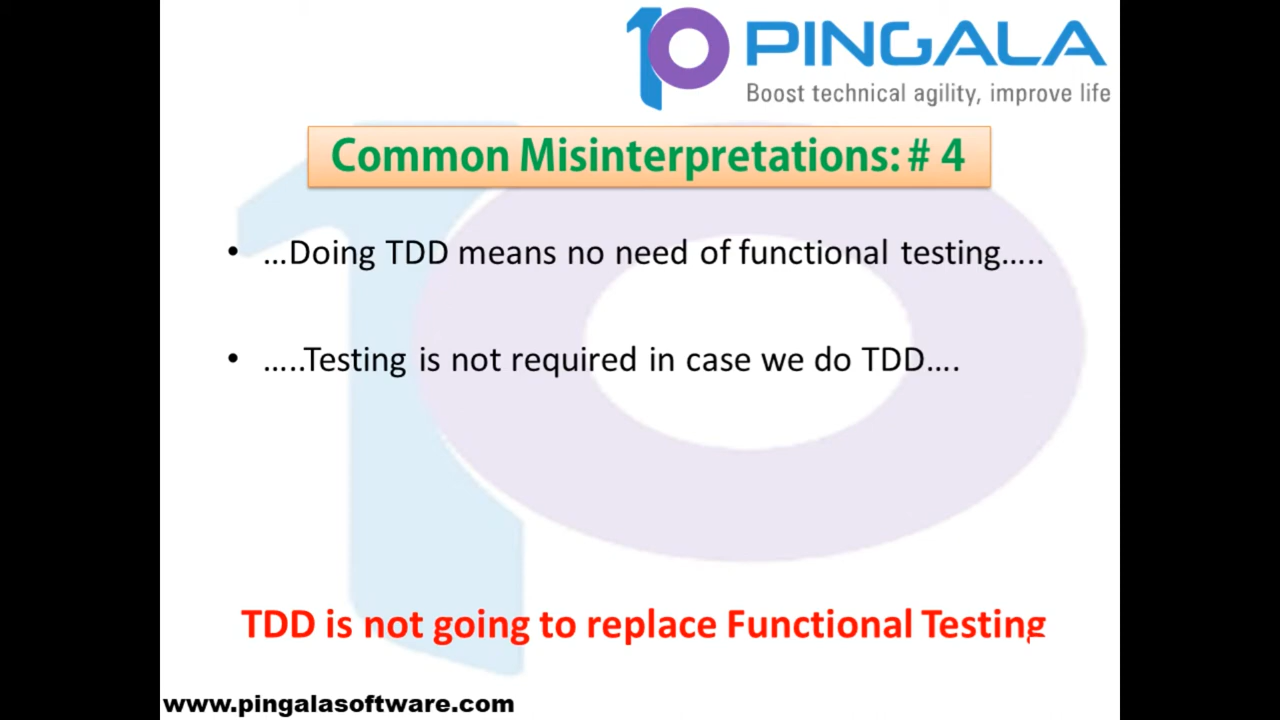 10 PINGALA
Boost technical agility, improve life
Common Misinterpretations: # 4
• ...Doing TDD means no need of functional testing.....
• .....Testing is not required in case we do TDD....
TDD is not going to replace Functional Testing
www.pingalasoftware.com